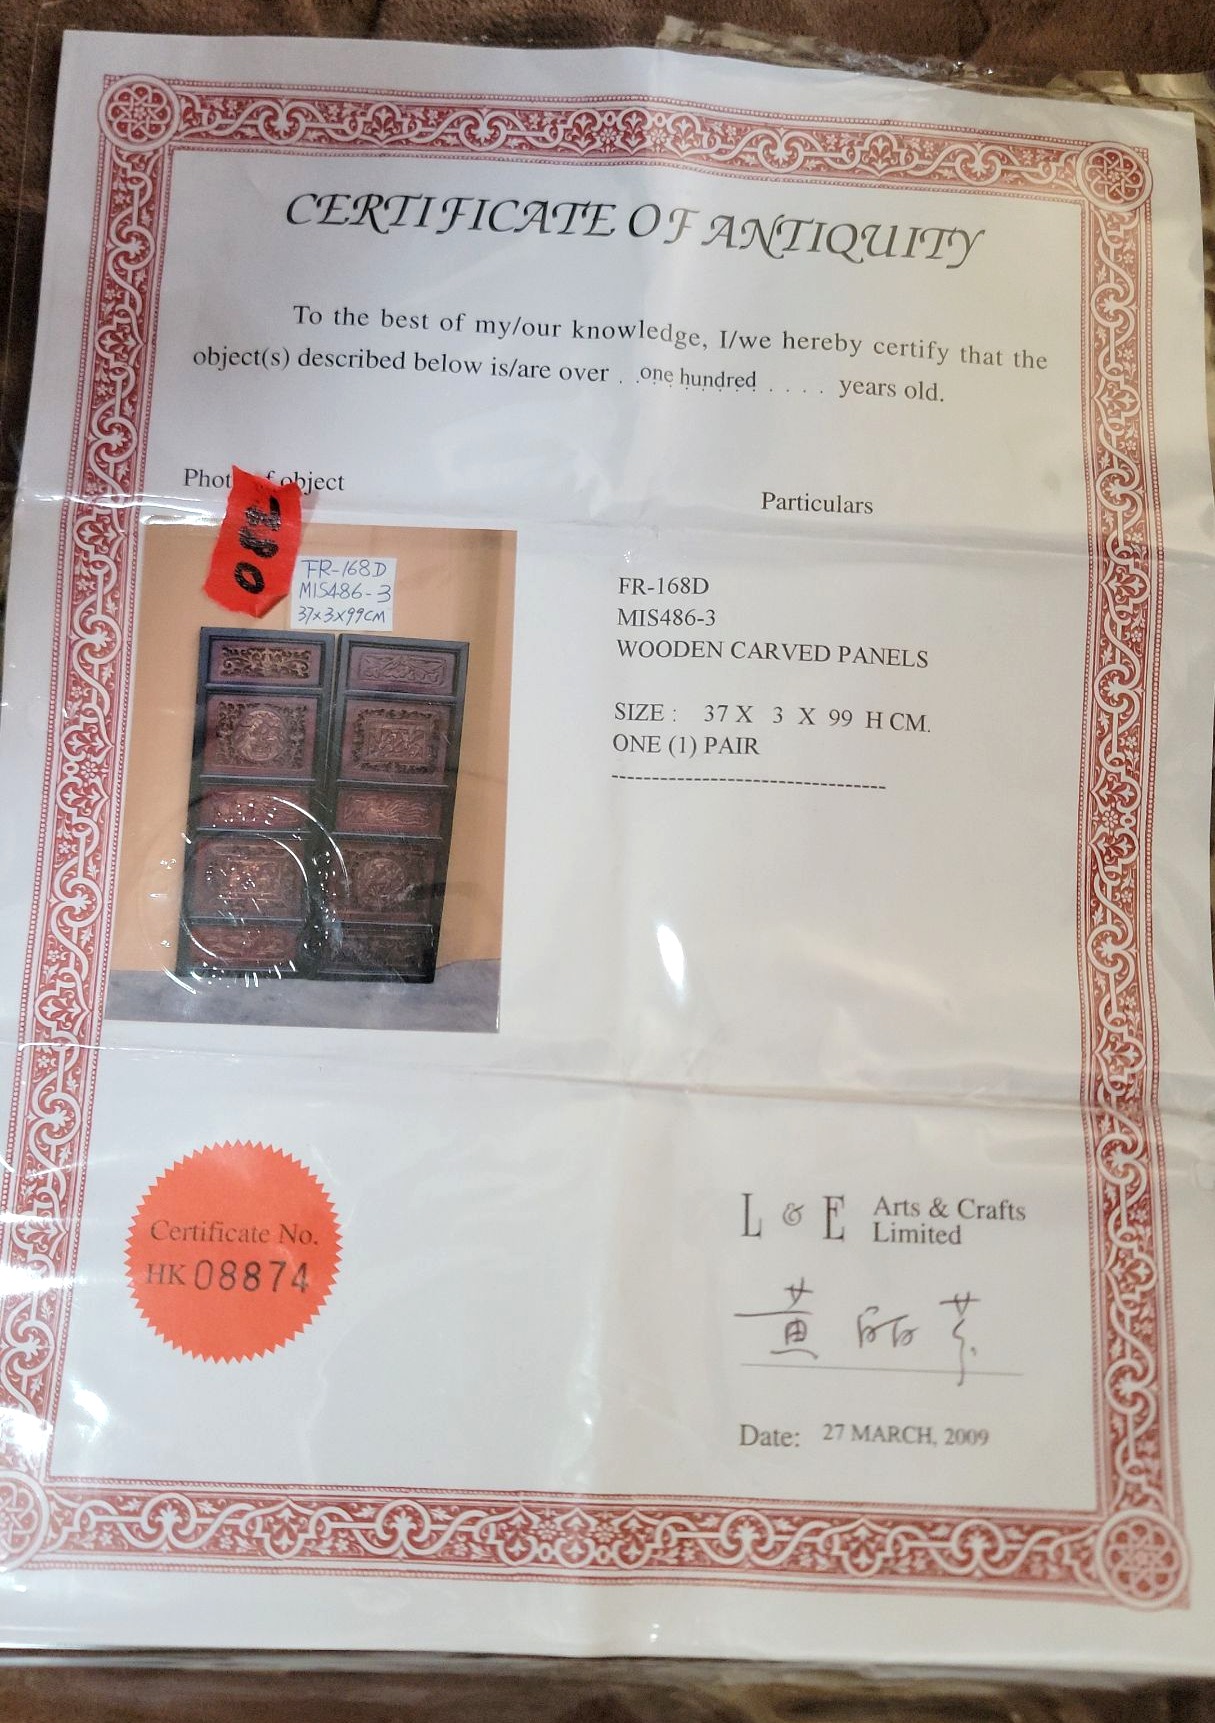 CERTIFICATE OF ANTIQUITY
To the best of my/our knowledge, I/we hereby certify that the
object(s) described below is/are over . . one hundred . . . . years old.
Phot f object
Particulars
087
FR-168D
MIS486-3
37x3x99CM
FR-168D
MIS486-3
WOODEN CARVED PANELS
SIZE : 37 X 3 X 99 H CM.
ONE (1) PAIR
Certificate No.
HK 08874
L & E Arts & Crafts
Limited
黄
Date: 27 MARCH, 2009